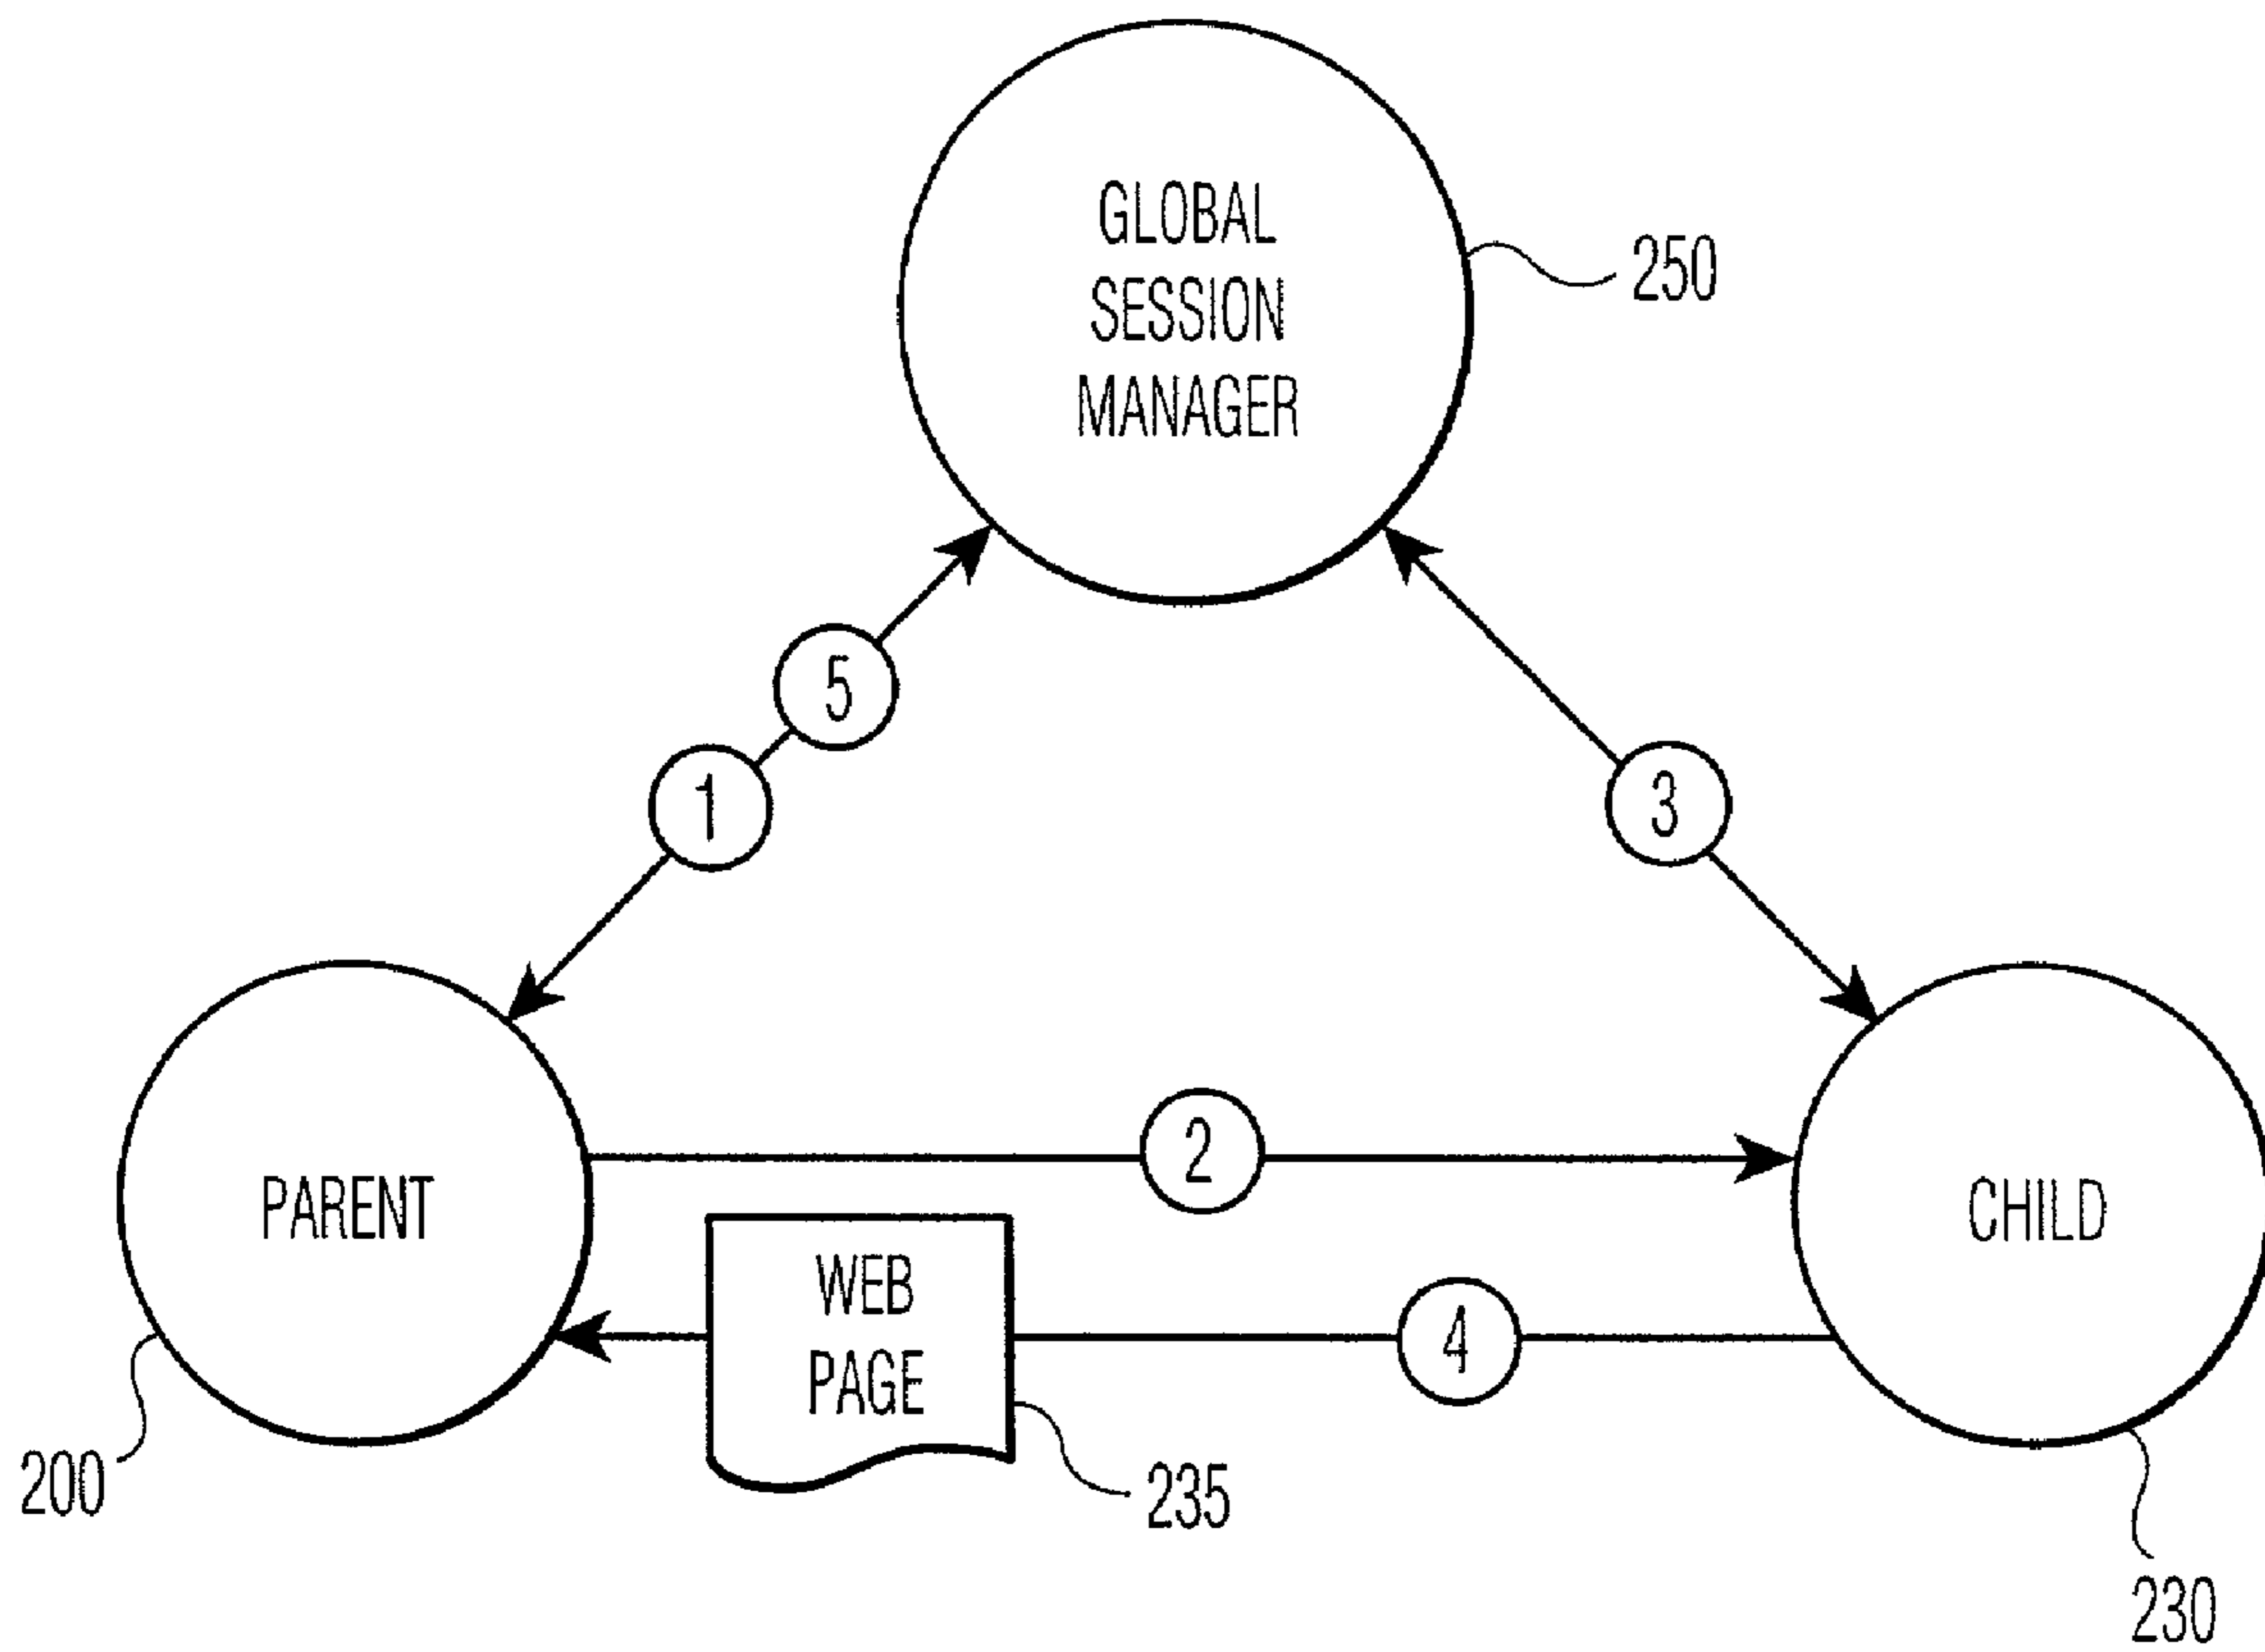 GLOBAL
SESSION
MANAGER
250
5
1
3
2
PARENT
CHILD
WEB
PAGE
4
200
235
230